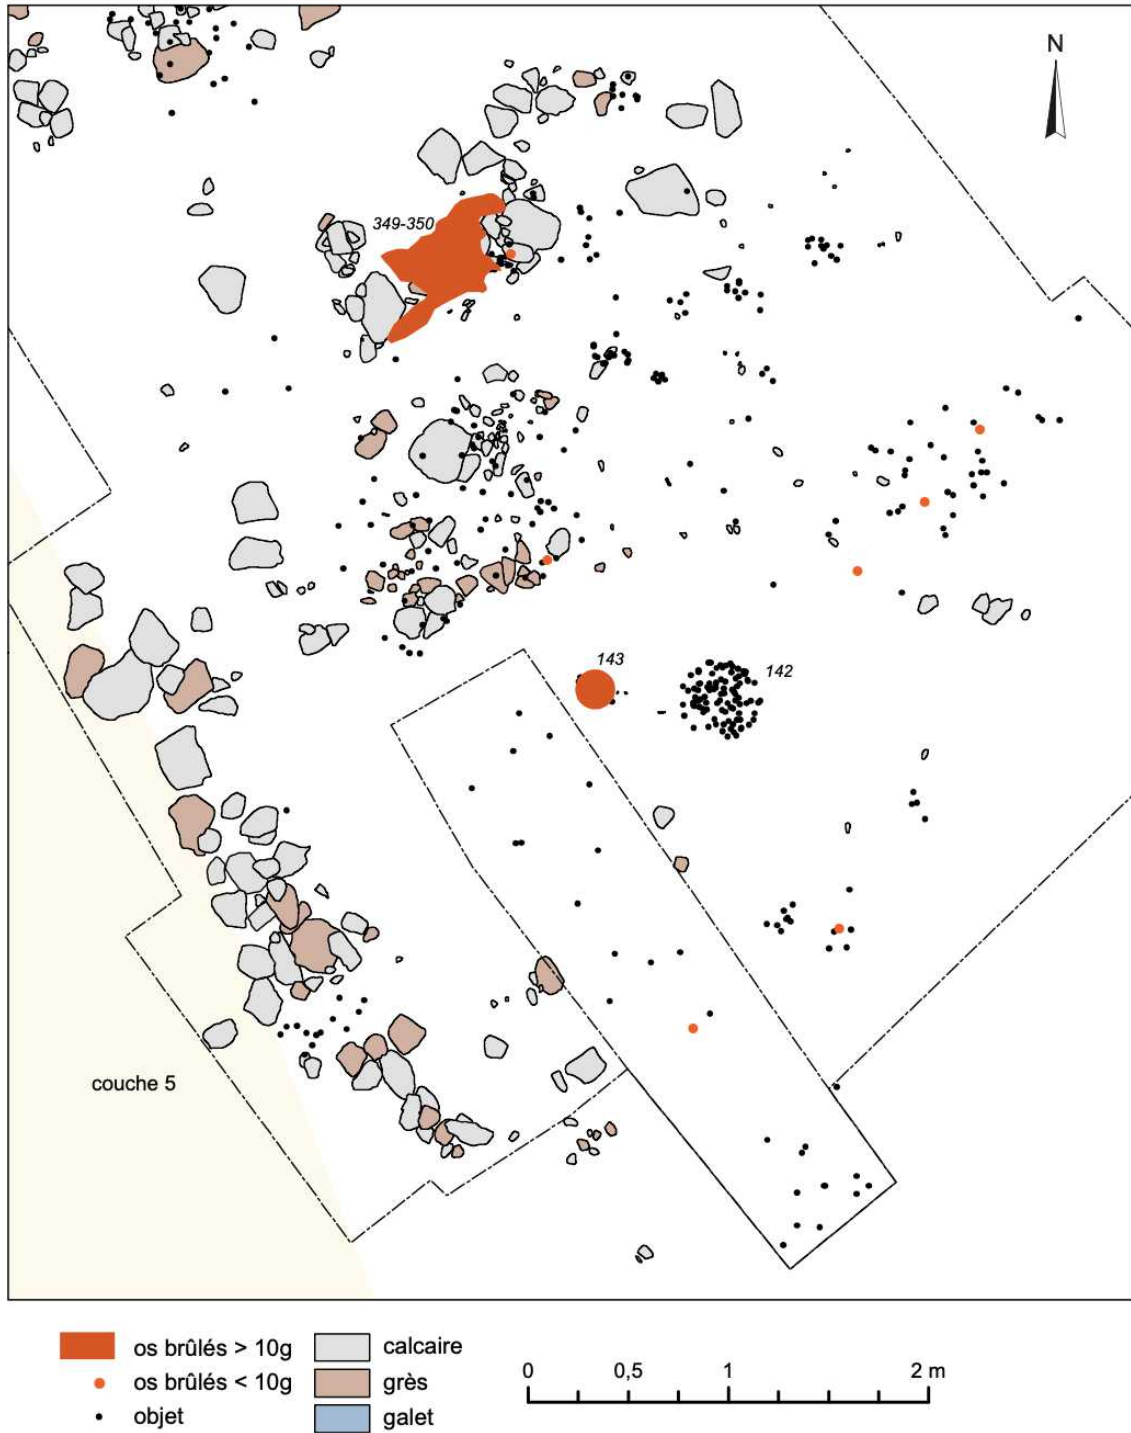 N
349-350
143
142
couche 5
os brûlés > 10g
os brûlés < 10g
objet
calcaire
grès
galet
0 0,5 1 2 m